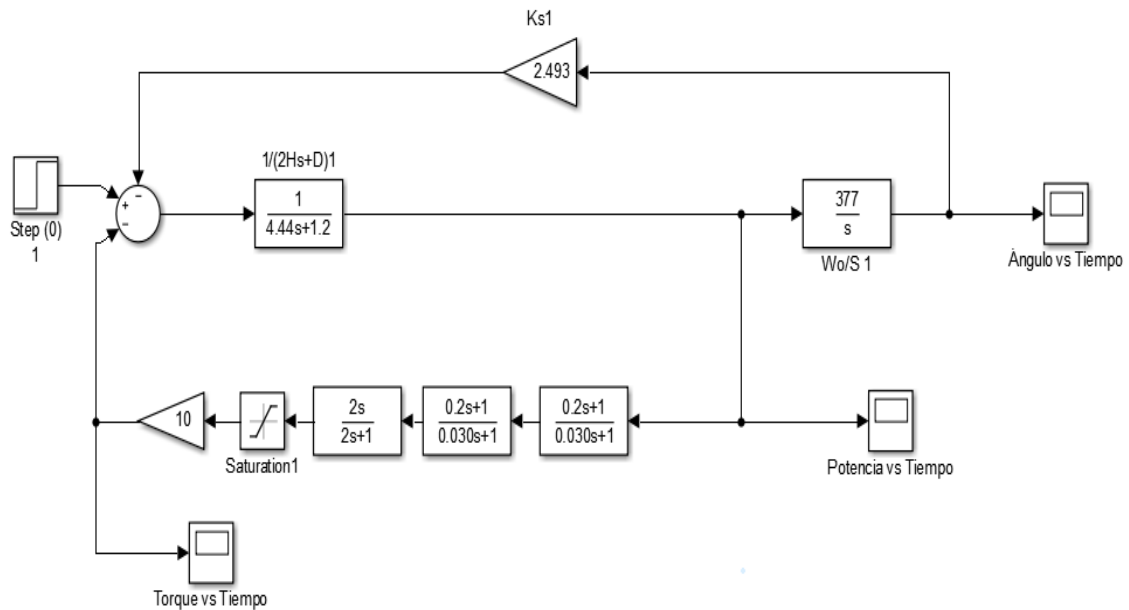 Ks1
2.493
1/(2Hs+D)1
+
−
−
1
4.44s+1.2
377
s
Wo/S 1
Step (0)
1
Ángulo vs Tiempo
10
Saturation1
2s
2s+1
0.2s+1
0.030s+1
0.2s+1
0.030s+1
Potencia vs Tiempo
Torque vs Tiempo